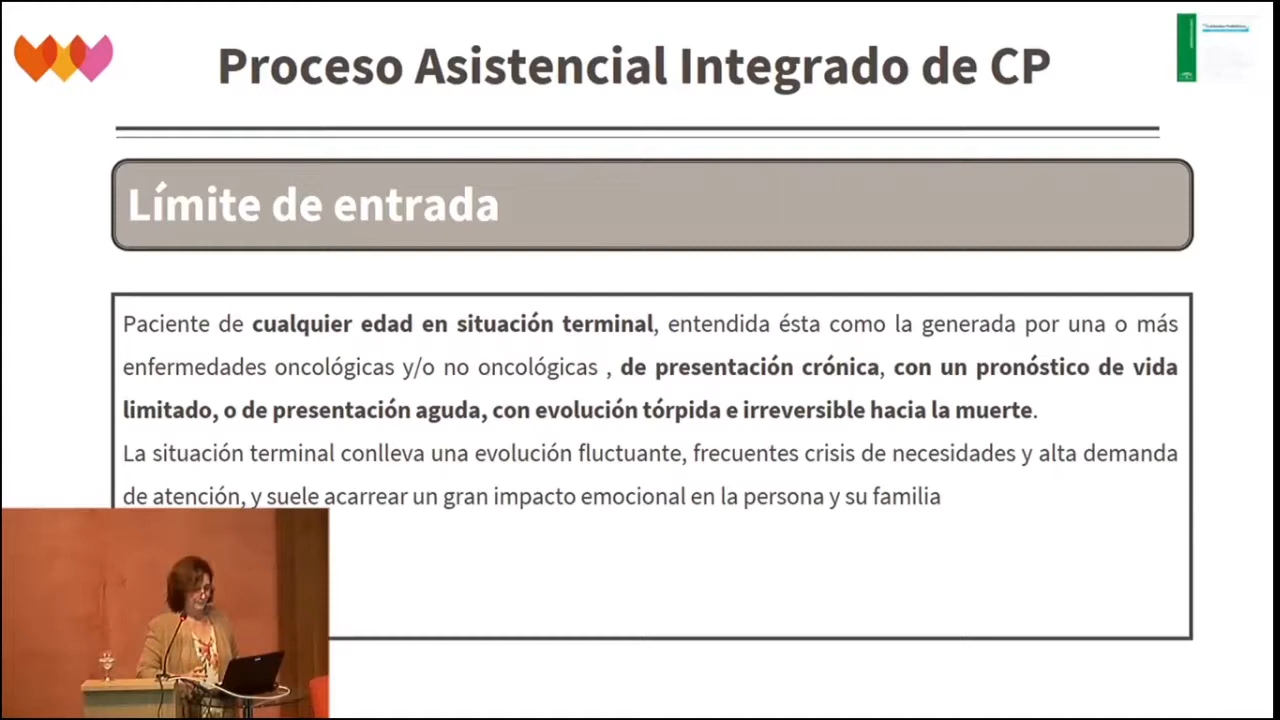 Proceso Asistencial Integrado de CP
Límite de entrada
Paciente de cualquier edad en situación terminal, entendida ésta como la generada por una o más
enfermedades oncológicas y/o no oncológicas , de presentación crónica, con un pronóstico de vida
limitado, o de presentación aguda, con evolución tórpida e irreversible hacia la muerte.
La situación terminal conlleva una evolución fluctuante, frecuentes crisis de necesidades y alta demanda
de atención, y suele acarrear un gran impacto emocional en la persona y su familia